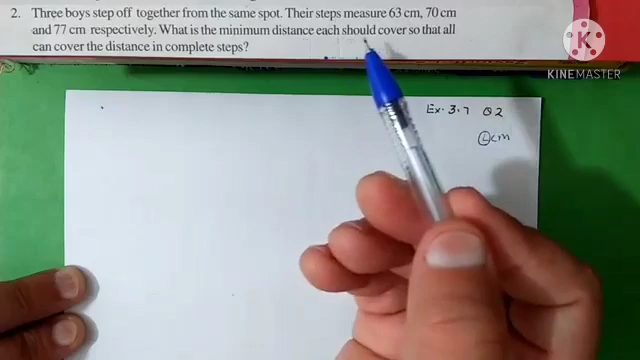 2. Three boys step off together from the same spot. Their steps measure 63 cm, 70 cm
and 77 cm respectively. What is the minimum distance each should cover so that all
can cover the distance in complete steps?
K
KINEMASTER
Ex. 3.7 Q2
LCM